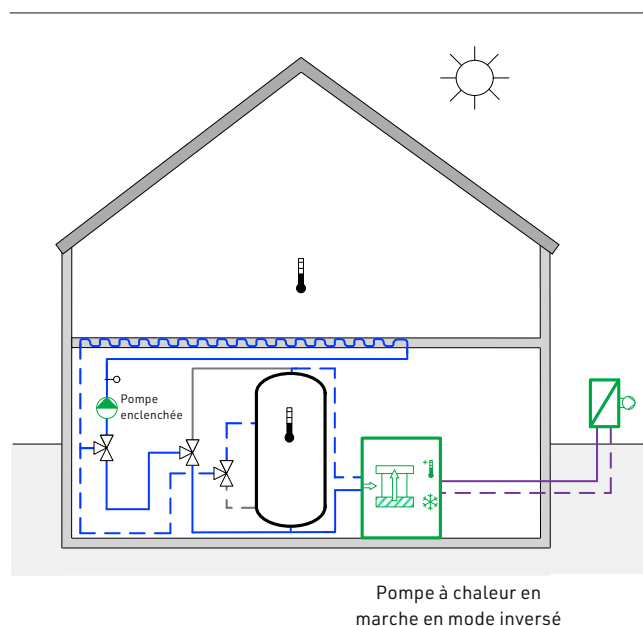 Pompe
enclenchée
Pompe à chaleur en
marche en mode inversé